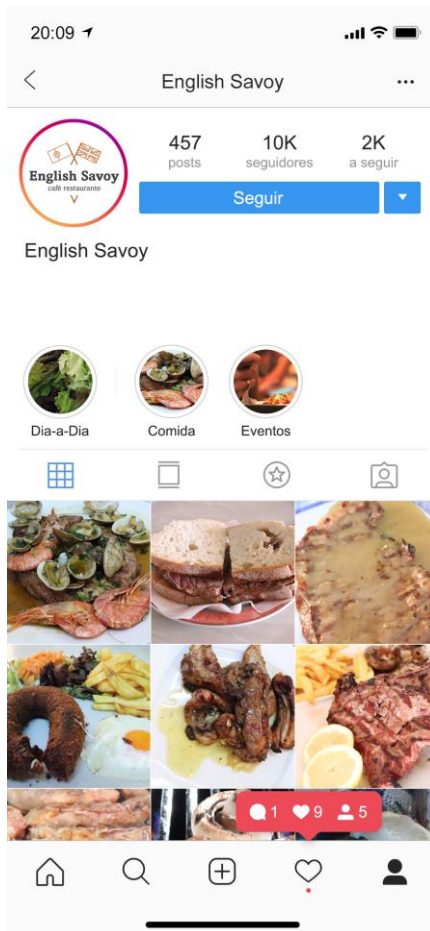 20:09
English Savoy
457
posts
10K
seguidores
2K
a seguir
English Savoy
café restaurante
Seguir
English Savoy
Dia-a-Dia
Comida
Eventos
1 9 5